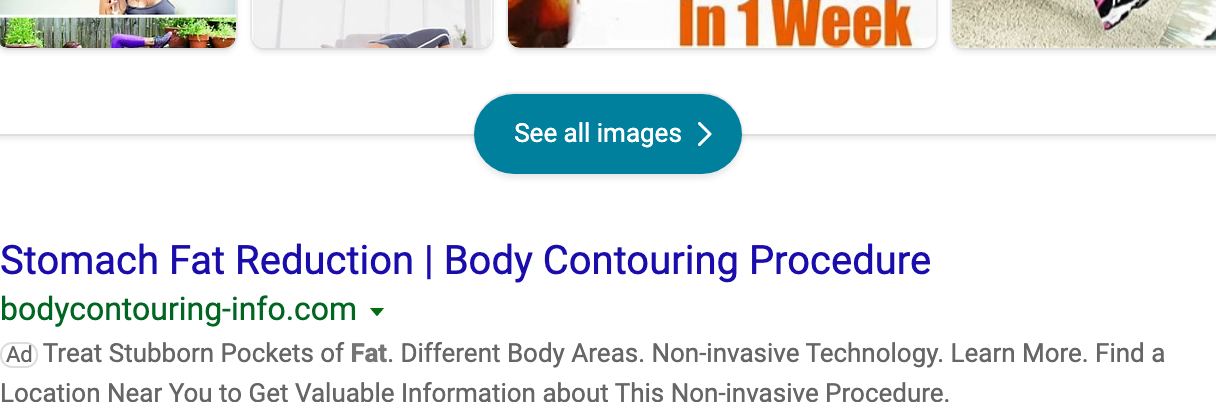 In 1 Week
See all images
Stomach Fat Reduction | Body Contouring Procedure
bodycontouring-info.com
Ad Treat Stubborn Pockets of Fat. Different Body Areas. Non-invasive Technology. Learn More. Find a
Location Near You to Get Valuable Information about This Non-invasive Procedure.